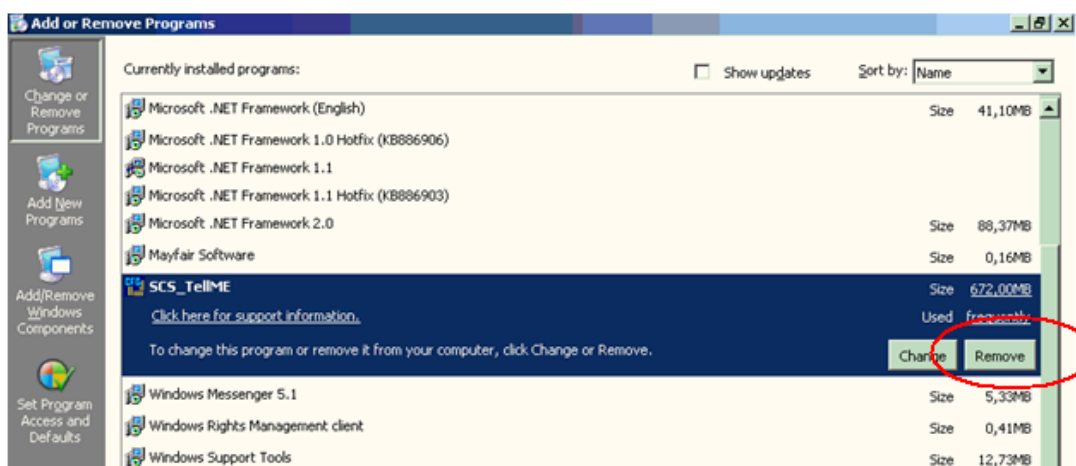 Add or Remove Programs
Change or
Remove
Programs
Add New
Programs
Add/Remove
Windows
Components
Set Program
Access and
Defaults
Currently installed programs:
Show updates
Sort by: Name
Microsoft .NET Framework (English) Size 41,10MB
Microsoft .NET Framework 1.0 Hotfix (KB886906)
Microsoft .NET Framework 1.1
Microsoft .NET Framework 1.1 Hotfix (KB886903)
Microsoft .NET Framework 2.0 Size 88,37MB
Mayfair Software Size 0,16MB
SCS_TellME Size 672,00MB
Click here for support information. Used frequently
To change this program or remove it from your computer, click Change or Remove. Change Remove
Windows Messenger 5.1 Size 5,33MB
Windows Rights Management client Size 0,41MB
Windows Support Tools Size 12,73MB